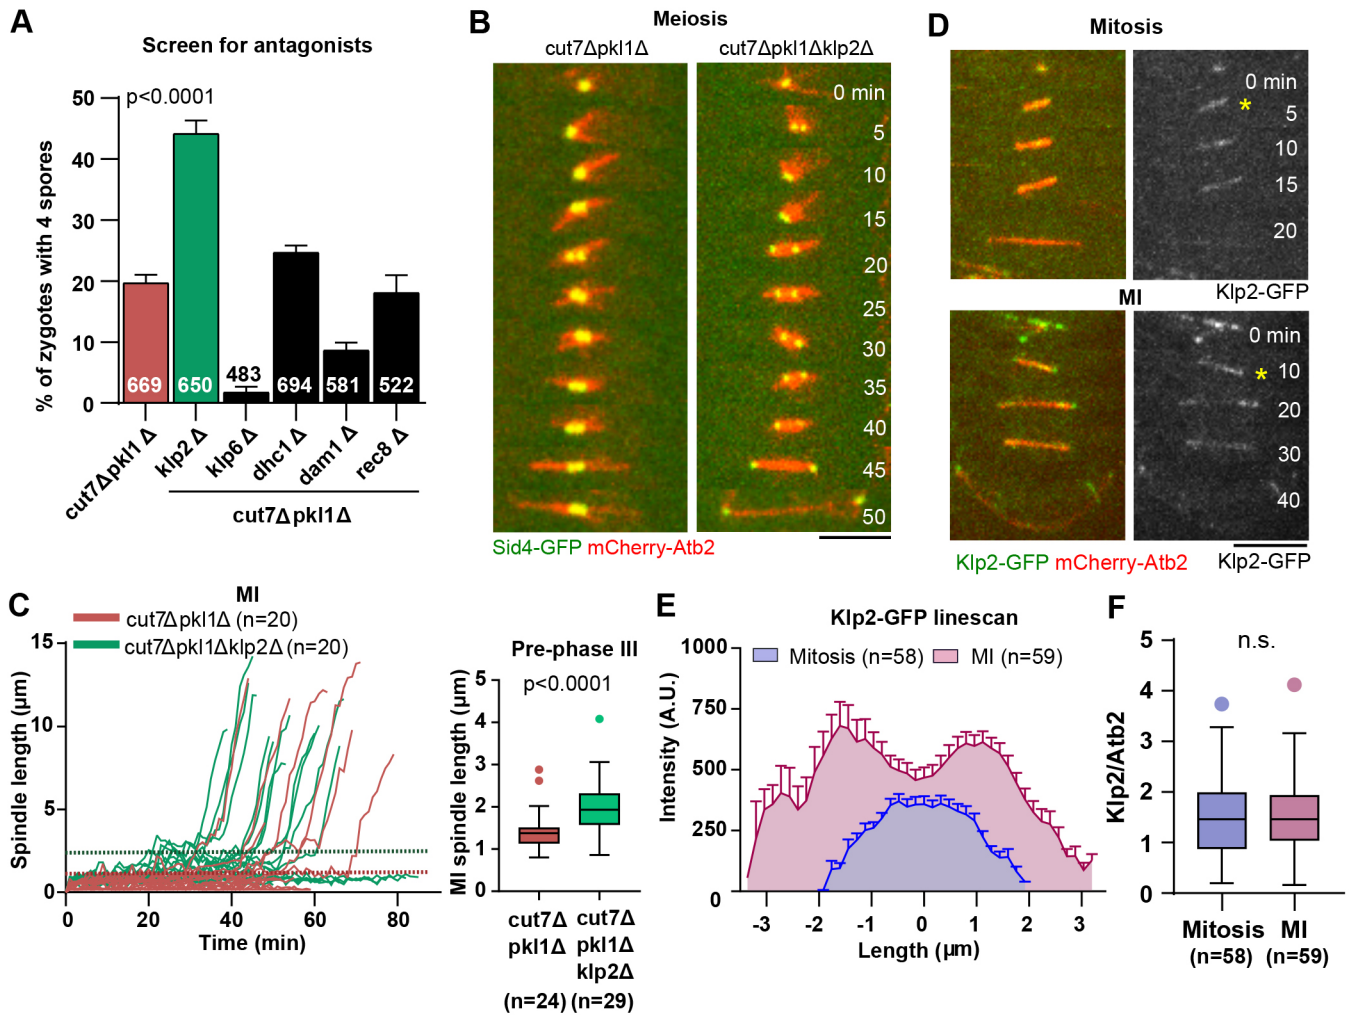 A
Screen for antagonists
p<0.0001
% of zygotes with 4 spores
50
40
30
20
10
0
669
650
483
694
581
522
cut7Δpkl1Δ
klp2Δ
klp6Δ
dhc1Δ
dam1Δ
rec8Δ
cut7Δpkl1Δ
B
Meiosis
cut7Δpkl1Δ
cut7Δpkl1Δklp2Δ
0 min
5
10
15
20
25
30
35
40
45
50
Sid4-GFP mCherry-Atb2
D
Mitosis
0 min
*
5
10
15
20
Klp2-GFP
MI
0 min
10
*
20
30
40
Klp2-GFP mCherry-Atb2
Klp2-GFP
C
MI
cut7Δpkl1Δ (n=20)
cut7Δpkl1Δklp2Δ (n=20)
Spindle length (µm)
15
10
5
0
0
20
40
60
80
Time (min)
Pre-phase III
p<0.0001
MI spindle length (µm)
5
4
3
2
1
0
cut7Δ
pkl1Δ
(n=24)
cut7Δ
pkl1Δ
klp2Δ
(n=29)
E
Klp2-GFP linescan
Mitosis (n=58)
MI (n=59)
Intensity (A.U.)
1000
750
500
250
0
-3
-2
-1
0
1
2
3
Length (µm)
F
n.s.
Klp2/Atb2
5
4
3
2
1
0
Mitosis
(n=58)
MI
(n=59)